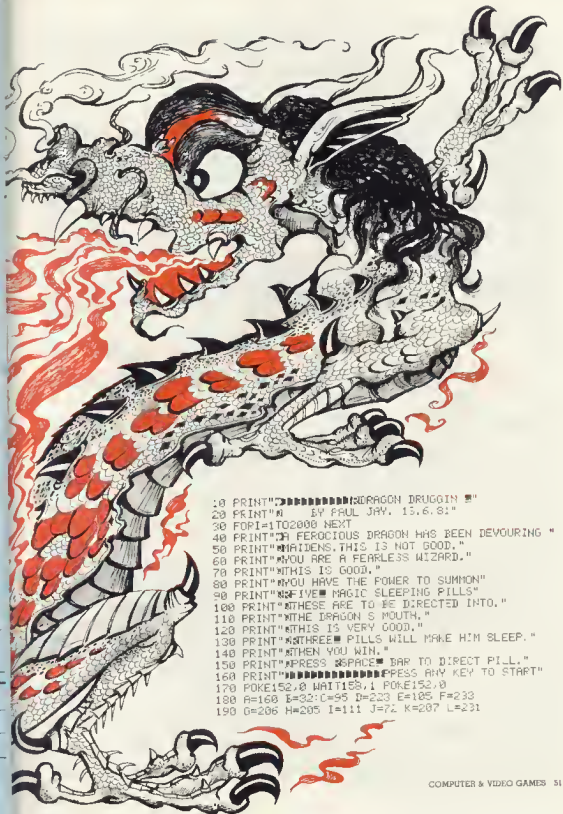 10 PRINT"DRAGON DRUGGIN "
20 PRINT" BY PAUL JAY. 15.6.81"
30 FORI=1TO2000 NEXT
40 PRINT"A FEROCIOUS DRAGON HAS BEEN DEVOURING "
50 PRINT"MAIDENS.THIS IS NOT GOOD."
60 PRINT"YOU ARE A FEARLESS WIZARD."
70 PRINT"THIS IS GOOD."
80 PRINT"YOU HAVE THE POWER TO SUMMON"
90 PRINT"FIVE MAGIC SLEEPING PILLS"
100 PRINT"THESE ARE TO BE DIRECTED INTO."
110 PRINT"THE DRAGON S MOUTH."
120 PRINT"THIS IS VERY GOOD."
130 PRINT"THREE PILLS WILL MAKE HIM SLEEP."
140 PRINT"THEN YOU WIN."
150 PRINT"PRESS SPACE BAR TO DIRECT PILL."
160 PRINT"PRESS ANY KEY TO START"
170 POKE152,0 WAIT158,1 POKE152,0
180 A=160 B=32:C=95 D=223 E=105 F=233
190 G=206 H=205 I=111 J=72 K=207 L=231
COMPUTER & VIDEO GAMES 51